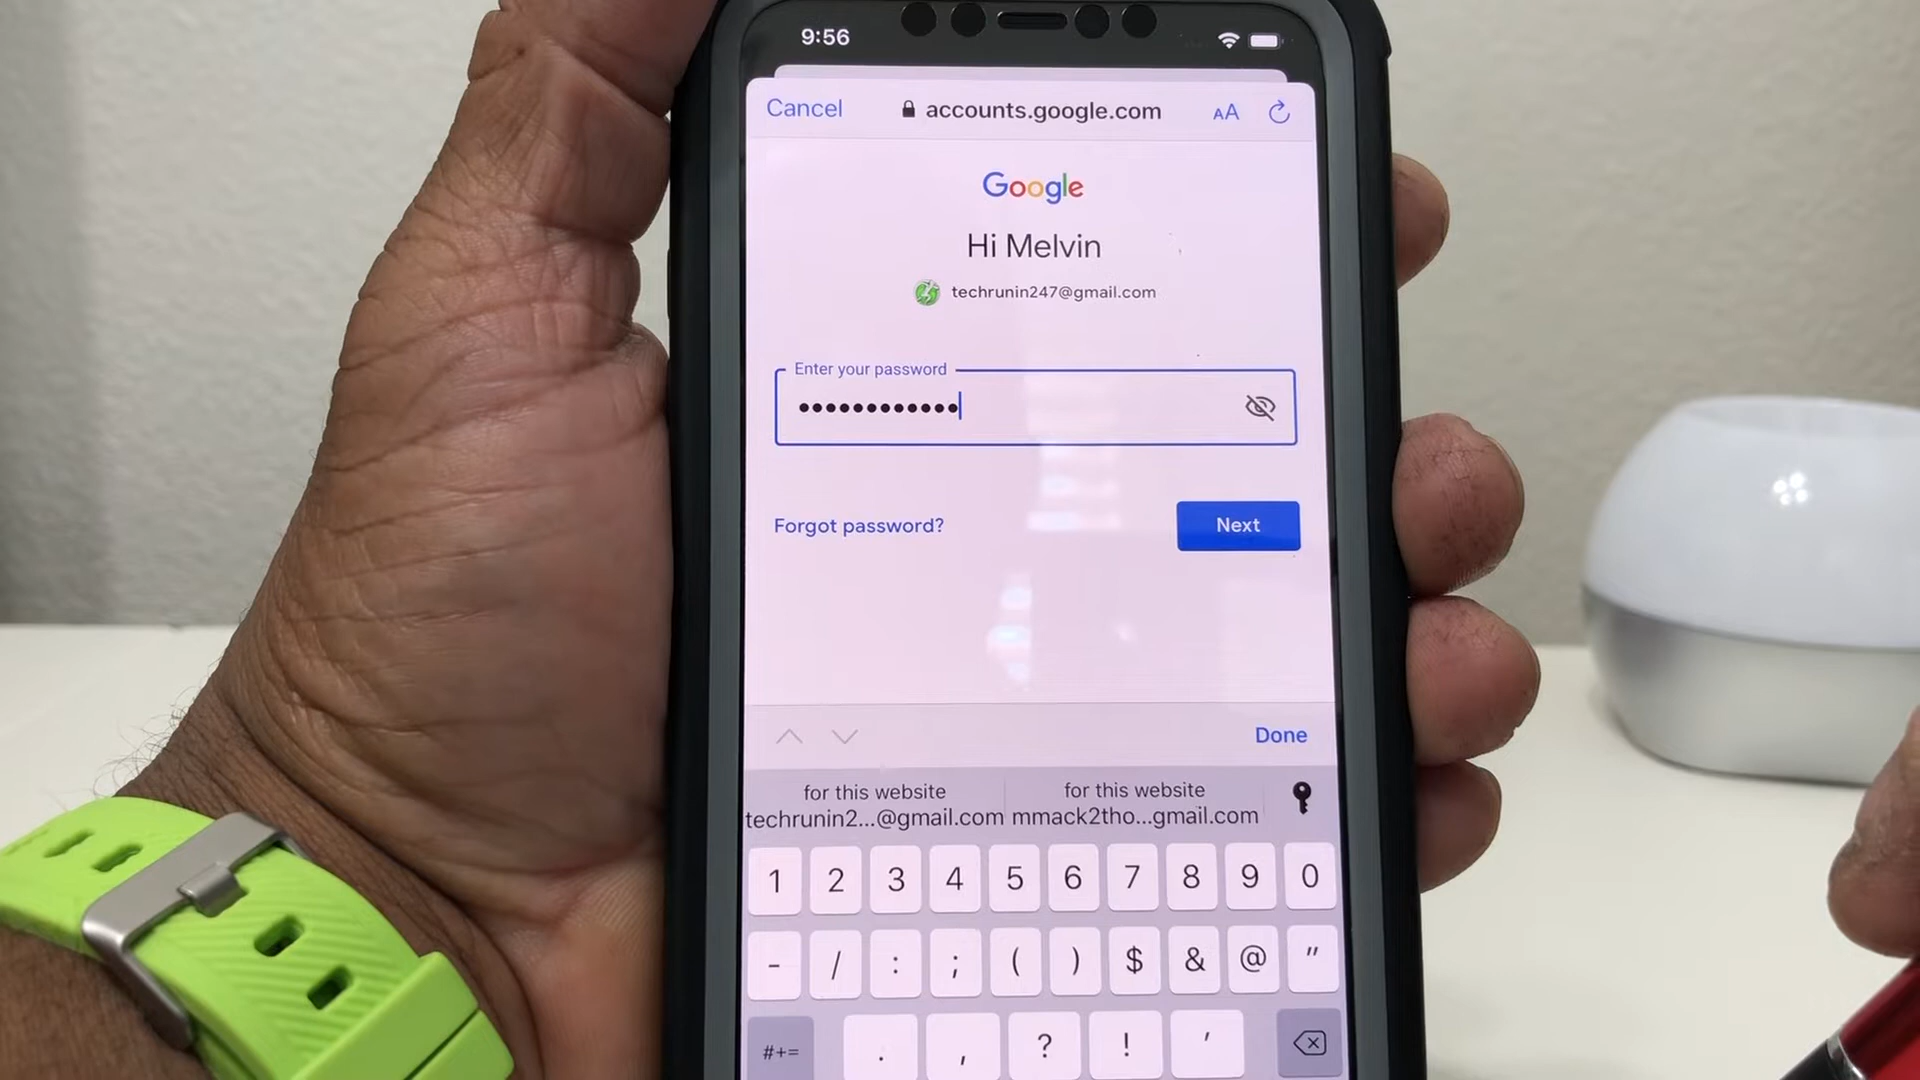 9:56
Cancel accounts.google.com AA
Google
Hi Melvin
techrunin247@gmail.com
Enter your password
••••••••••••
Forgot password? Next
Done
for this website for this website
techrunin2...@gmail.com mmack2tho...gmail.com
1 2 3 4 5 6 7 8 9 0
- / : ; ( ) $ & @ "
#+= . , ? ! '